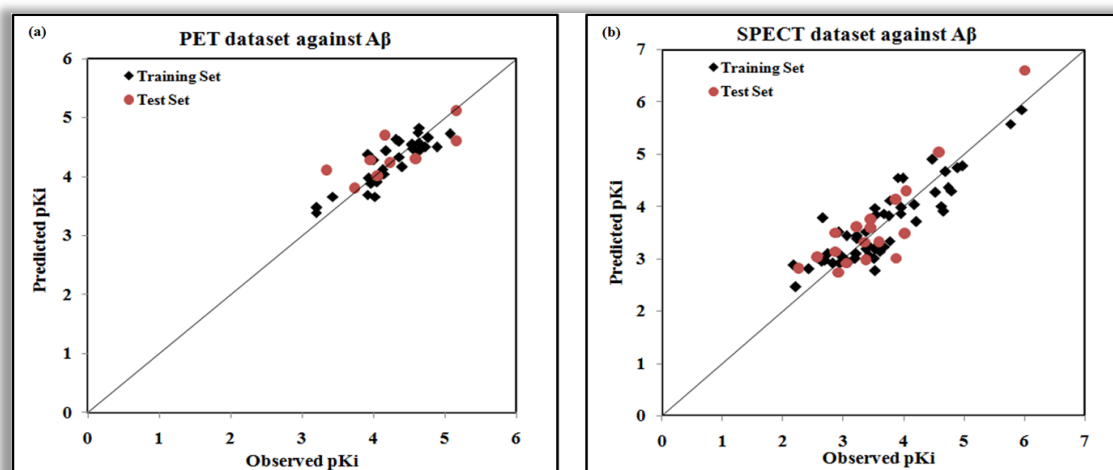 (a)
PET dataset against Aβ
Training Set
Test Set
Predicted pKi
6
5
4
3
2
1
0
0 1 2 3 4 5 6
Observed pKi
(b)
SPECT dataset against Aβ
Training Set
Test Set
Predicted pKi
7
6
5
4
3
2
1
0
0 1 2 3 4 5 6 7
Observed pKi